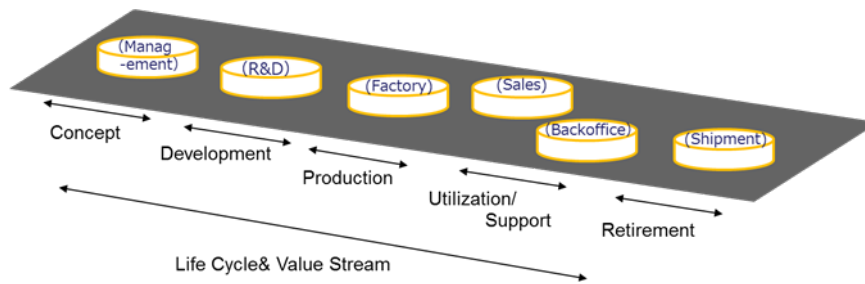 (Manag
-ement)
(R&D)
(Factory)
(Sales)
(Backoffice)
(Shipment)
Concept
Development
Production
Utilization/
Support
Retirement
Life Cycle& Value Stream